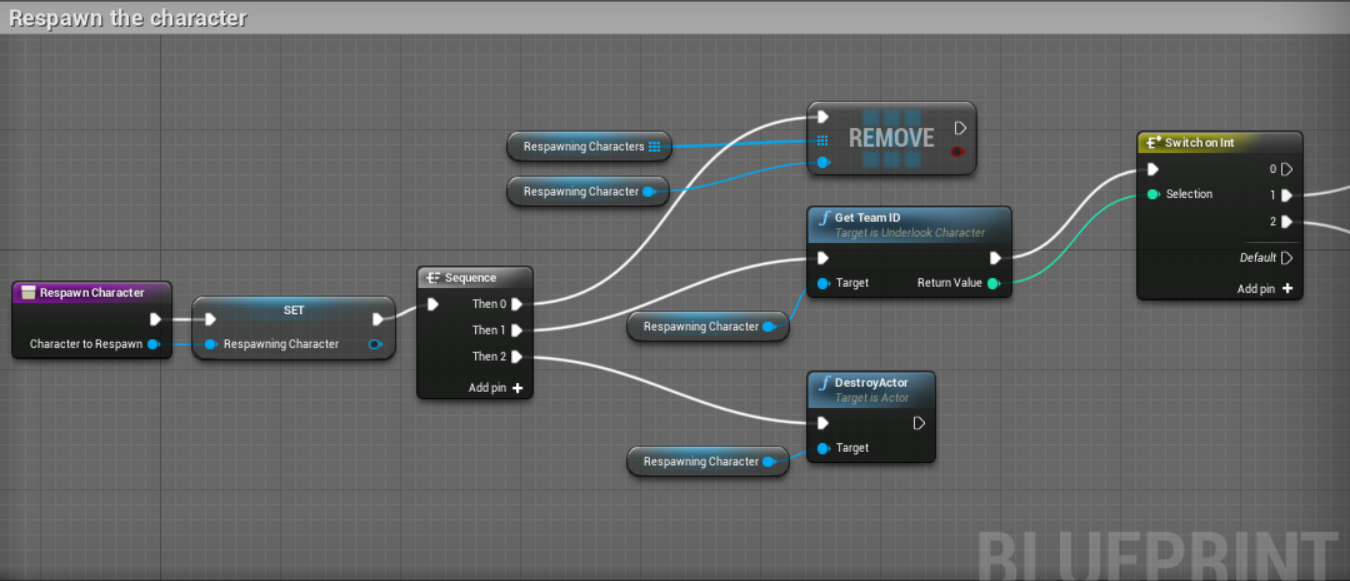 Respawn the character
Respawning Characters
REMOVE
Respawning Character
Switch on Int
0
Selection
1
2
Default
Add pin
Get Team ID
Target is Underlook Character
Target
Return Value
Respawning Character
Sequence
Then 0
Then 1
Then 2
Add pin
Respawn Character
Character to Respawn
SET
Respawning Character
DestroyActor
Target is Actor
Target
Respawning Character
BLUEPRINT